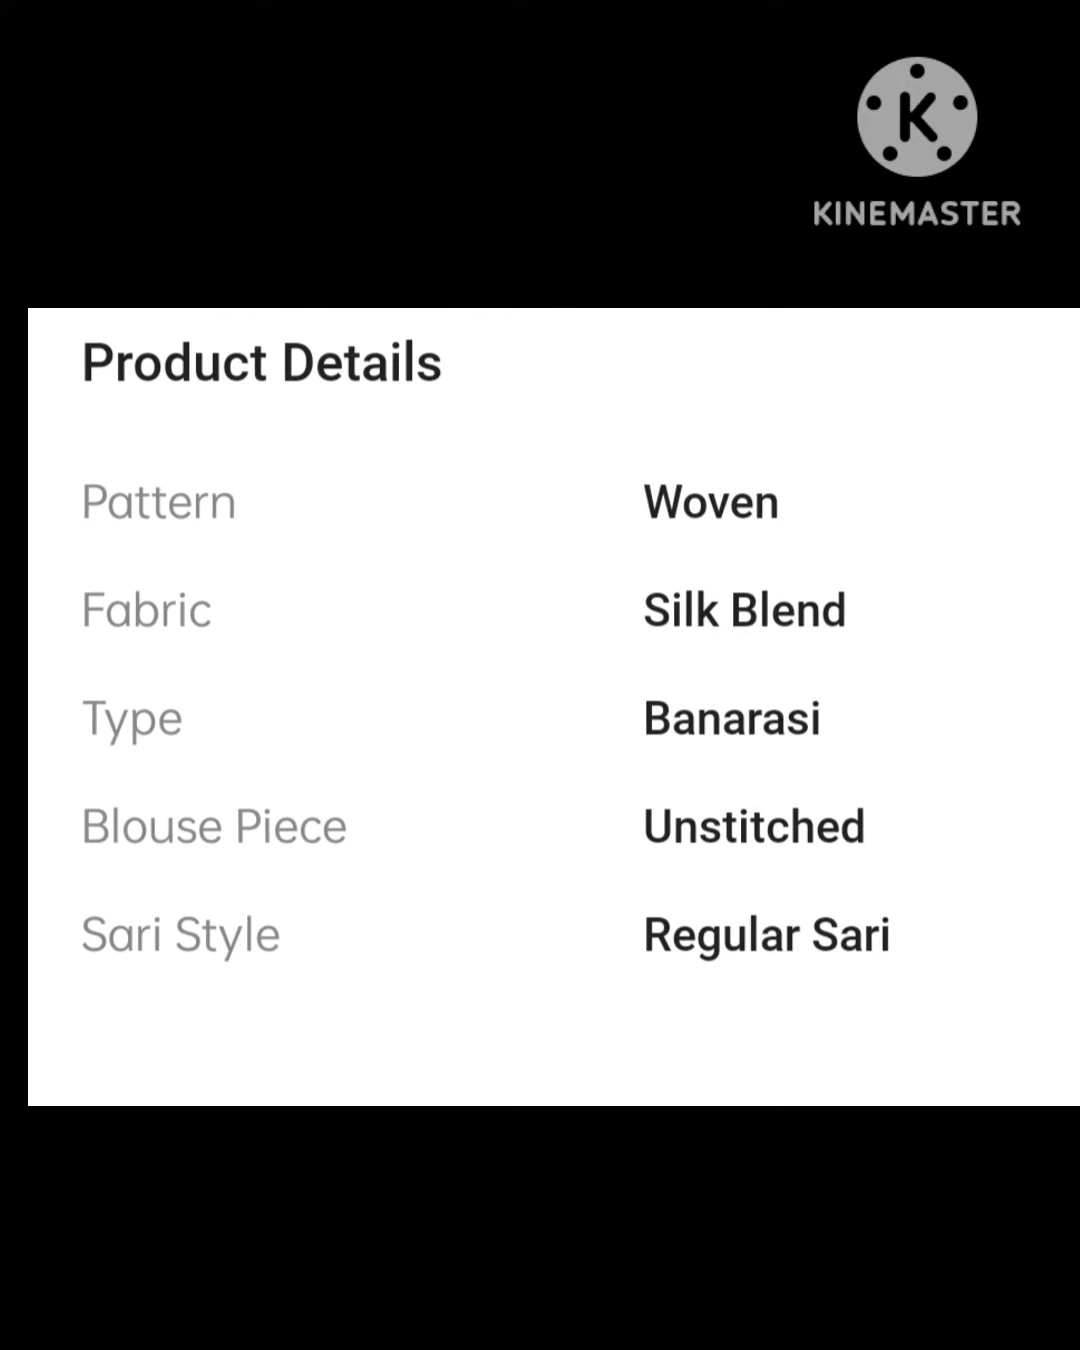 K
KINEMASTER
Product Details
Pattern Woven
Fabric Silk Blend
Type Banarasi
Blouse Piece Unstitched
Sari Style Regular Sari